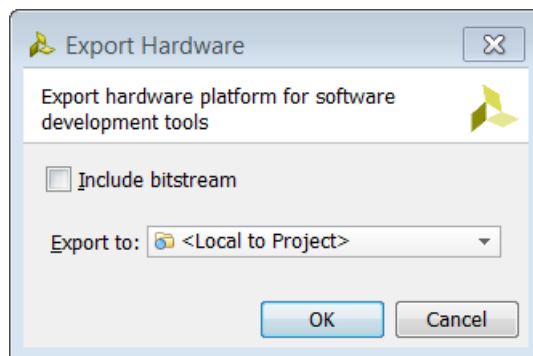 Export Hardware
Export hardware platform for software
development tools
Include bitstream
Export to: <Local to Project>
OK Cancel